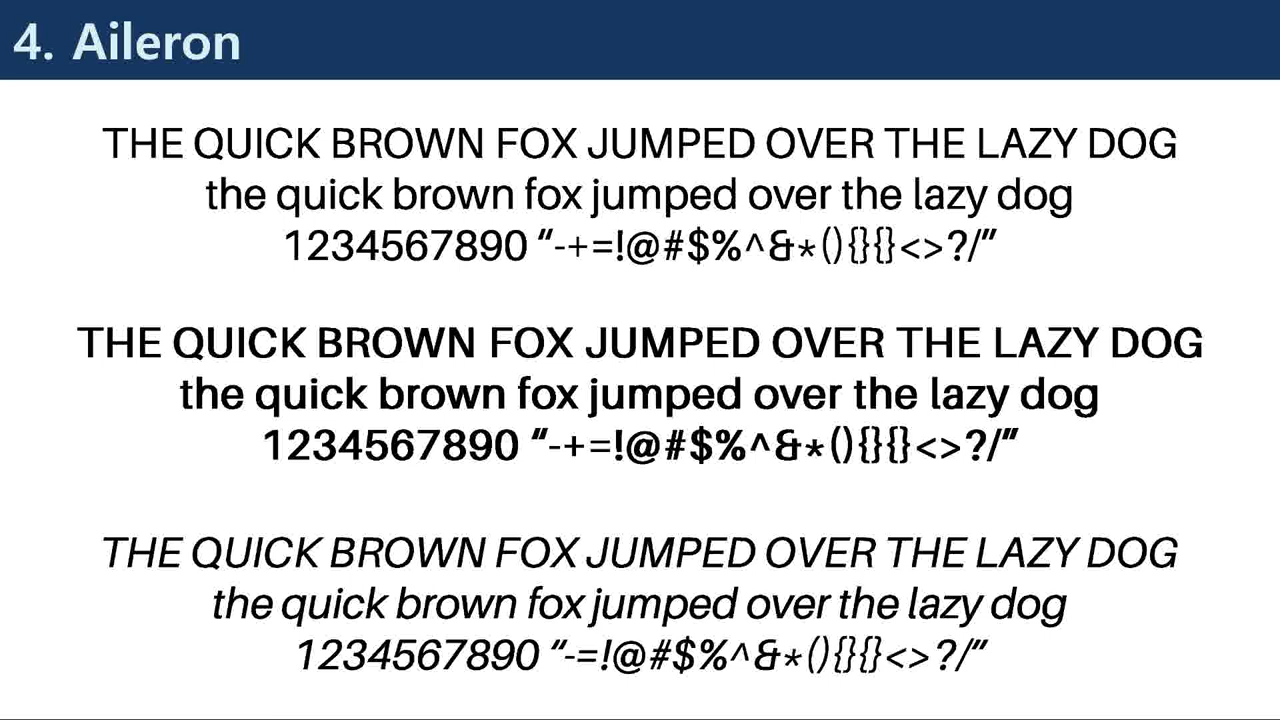 4. Aileron
THE QUICK BROWN FOX JUMPED OVER THE LAZY DOG
the quick brown fox jumped over the lazy dog
1234567890 “-+=!@#$%^&*(){}{}<>?/”
THE QUICK BROWN FOX JUMPED OVER THE LAZY DOG
the quick brown fox jumped over the lazy dog
1234567890 “-+=!@#$%^&*(){}{}<>?/”
THE QUICK BROWN FOX JUMPED OVER THE LAZY DOG
the quick brown fox jumped over the lazy dog
1234567890 “-=!@#$%^&*(){}{}<>?/”